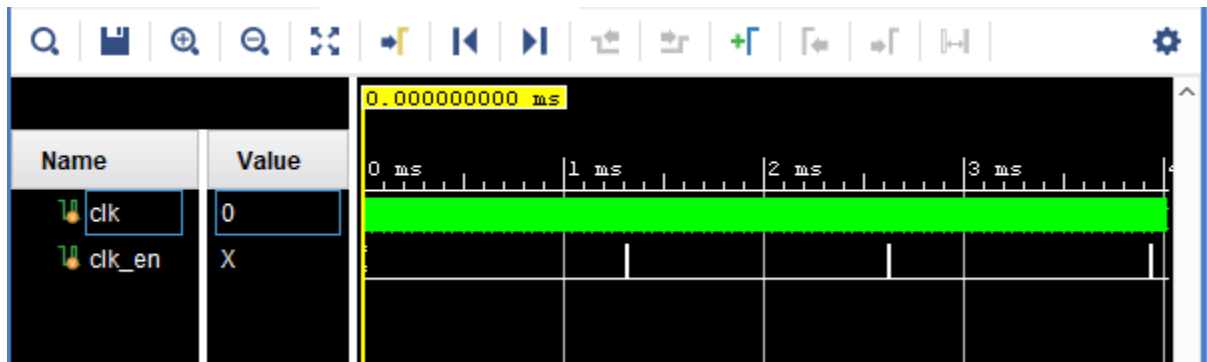 0.000000000 ms
Name Value
0 ms 1 ms 2 ms 3 ms
clk 0
clk_en X